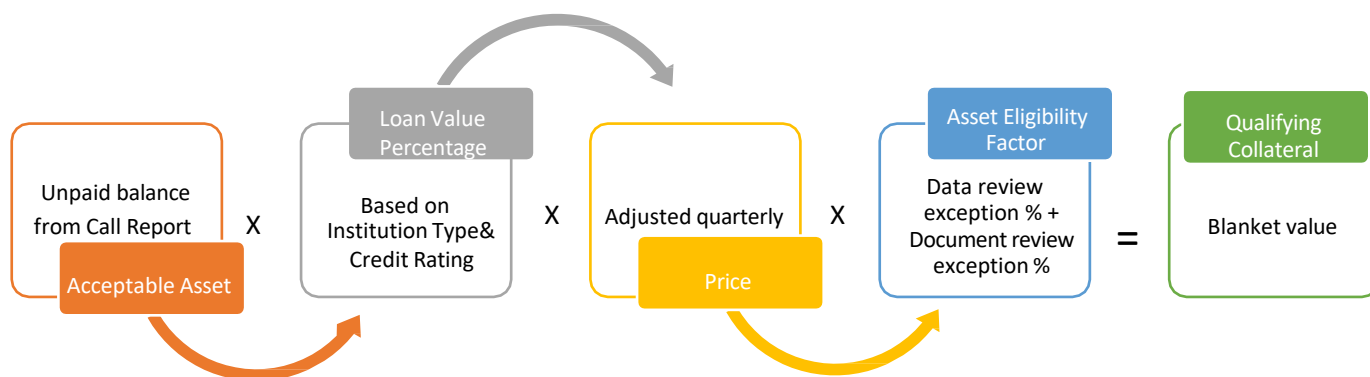 Unpaid balance
from Call Report
Acceptable Asset
X
Loan Value
Percentage
Based on
Institution Type&
Credit Rating
X
Adjusted quarterly
Price
X
Asset Eligibility
Factor
Data review
exception % +
Document review
exception %
=
Qualifying
Collateral
Blanket value